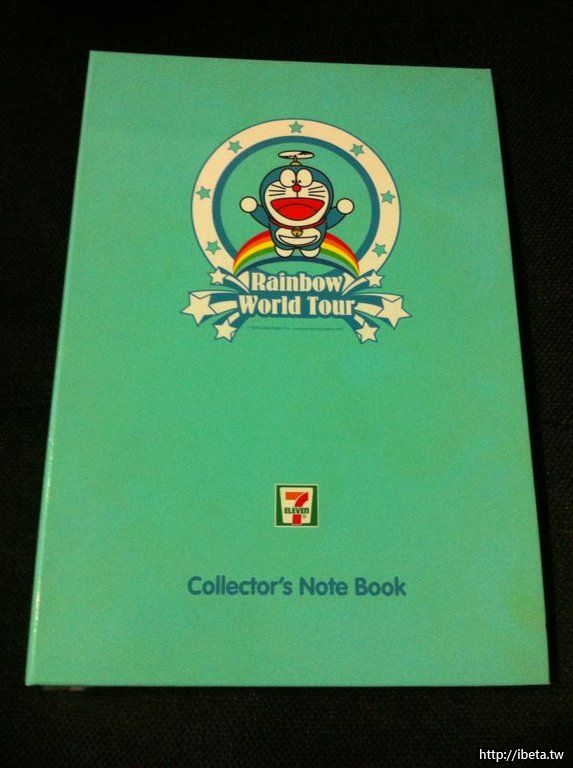 Rainbow
World Tour
7
ELEVEN
Collector's Note Book
http://ibeta.tw